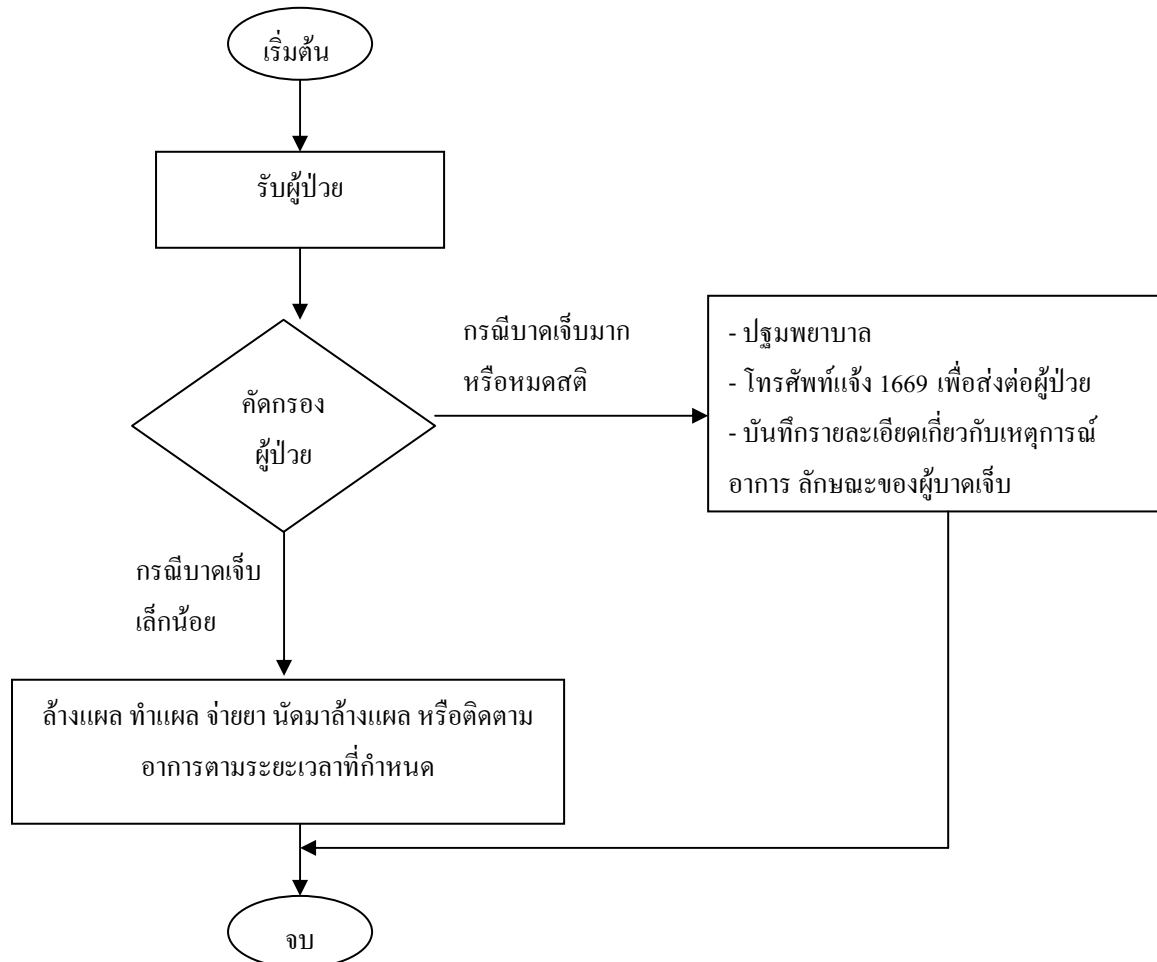 เริ่มต้น
รับผู้ป่วย
คัดกรอง
ผู้ป่วย
กรณีบาดเจ็บมาก
หรือหมดสติ
- ปฐมพยาบาล
- โทรศัพท์แจ้ง 1669 เพื่อส่งต่อผู้ป่วย
- บันทึกรายละเอียดเกี่ยวกับเหตุการณ์
อาการ ลักษณะของผู้บาดเจ็บ
กรณีบาดเจ็บ
เล็กน้อย
ล้างแผล ทำแผล จ่ายยา นัดมาล้างแผล หรือติดตาม
อาการตามระยะเวลาที่กำหนด
จบ